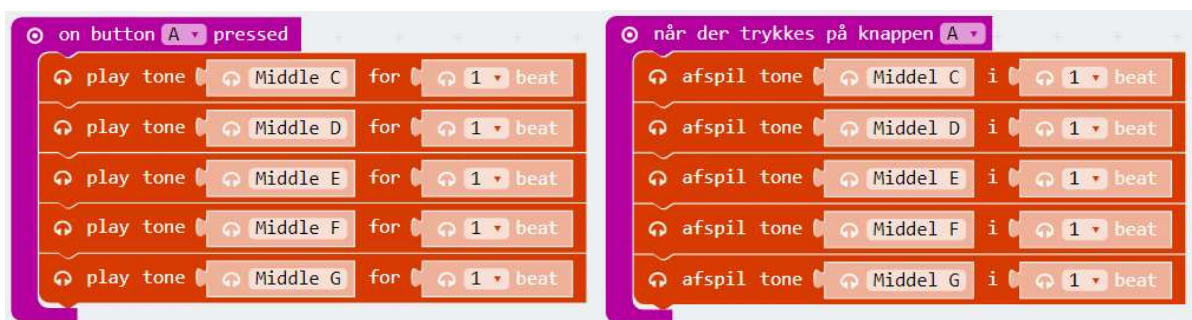 on button A pressed
play tone Middle C for 1 beat
play tone Middle D for 1 beat
play tone Middle E for 1 beat
play tone Middle F for 1 beat
play tone Middle G for 1 beat
når der trykkes på knappen A
afspil tone Middel C i 1 beat
afspil tone Middel D i 1 beat
afspil tone Middel E i 1 beat
afspil tone Middel F i 1 beat
afspil tone Middel G i 1 beat